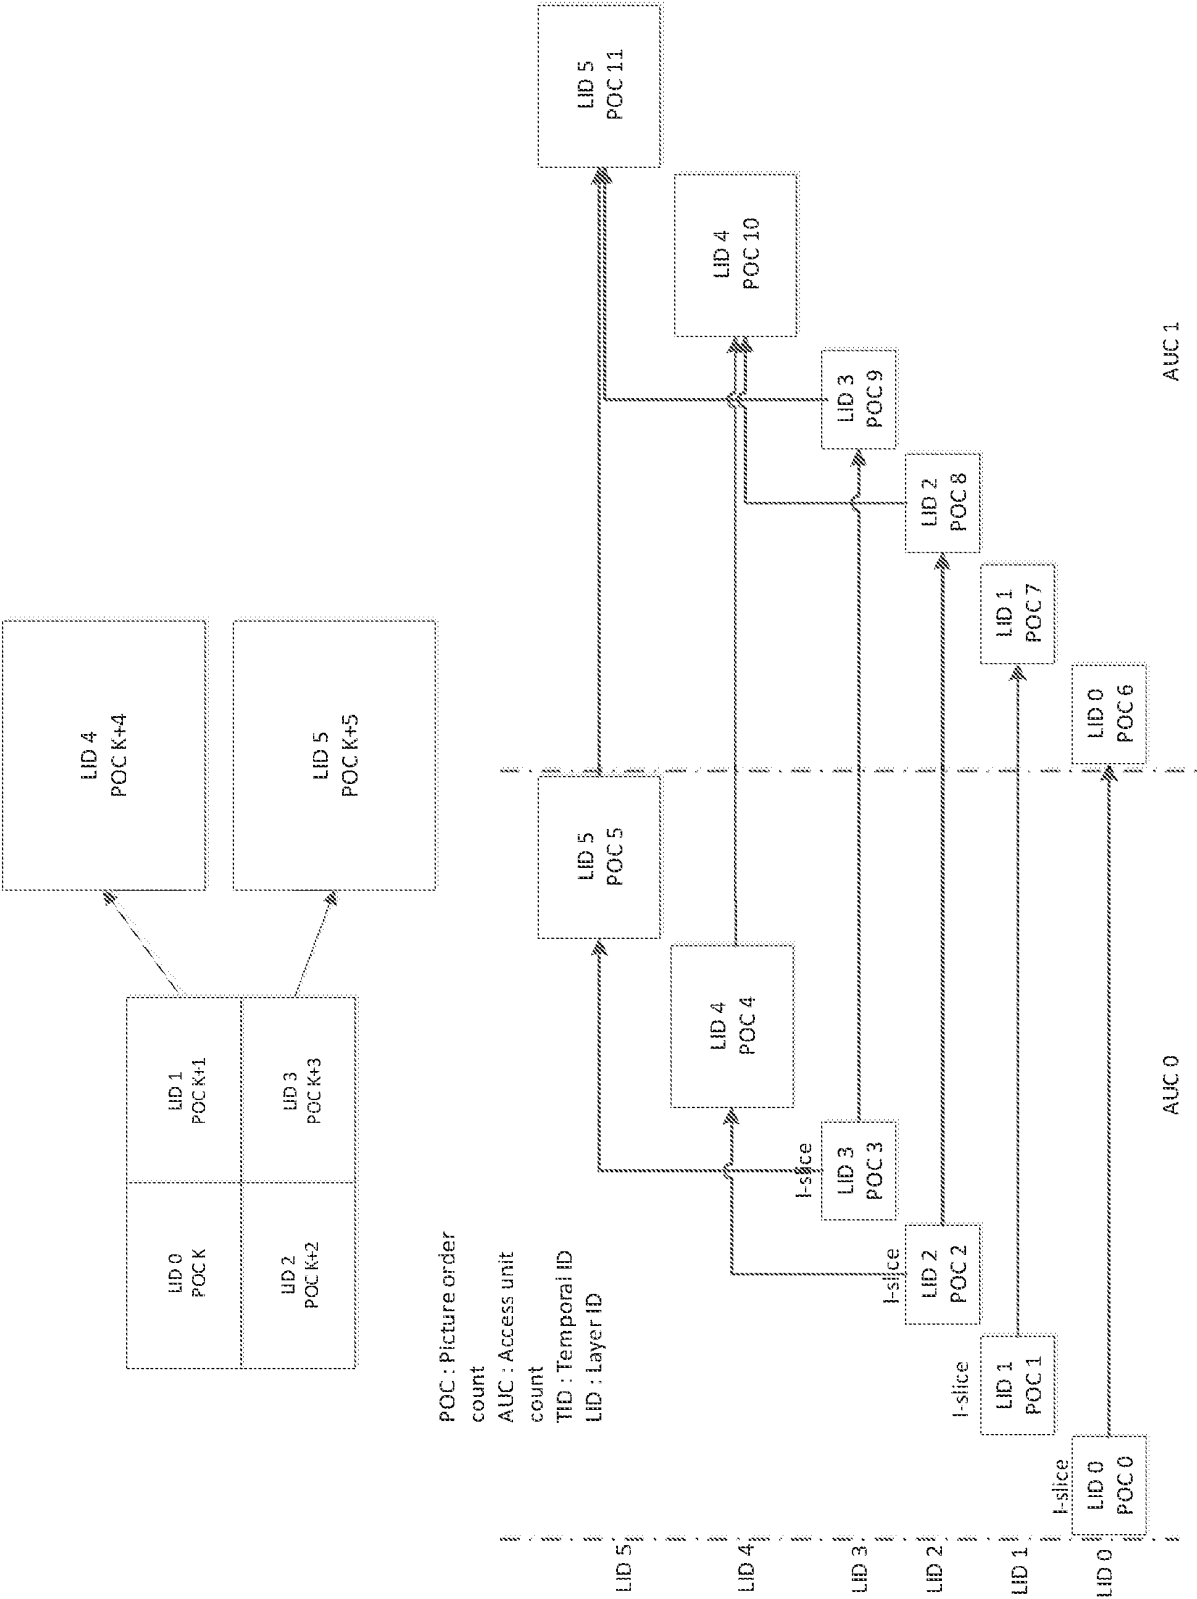 LID 0
POC K
LID 1
POC K+1
LID 2
POC K+2
LID 3
POC K+3
LID 4
POC K+4
LID 5
POC K+5
POC : Picture order
count
AUC : Access unit
count
TID : Temporal ID
LID : Layer ID
LID 5
LID 5
POC 5
LID 5
POC 11
LID 4
LID 4
POC 4
LID 4
POC 10
LID 3
I-slice
LID 3
POC 3
LID 3
POC 9
LID 2
I-slice
LID 2
POC 2
LID 2
POC 8
LID 1
I-slice
LID 1
POC 1
LID 1
POC 7
LID 0
I-slice
LID 0
POC 0
LID 0
POC 6
AUC 0
AUC 1